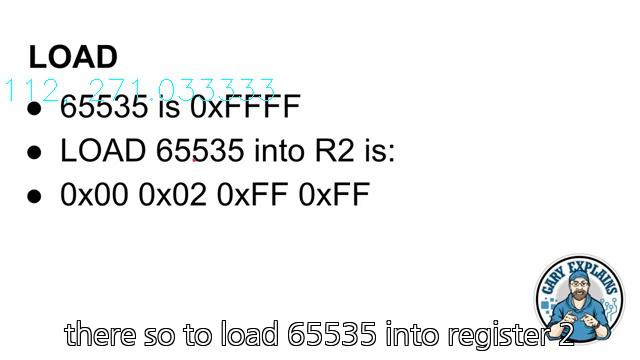 LOAD
112, 271.033333
● 65535 is 0xFFFF
● LOAD 65535 into R2 is:
● 0x00 0x02 0xFF 0xFF
GARY EXPLAINS
there so to load 65535 into register 2